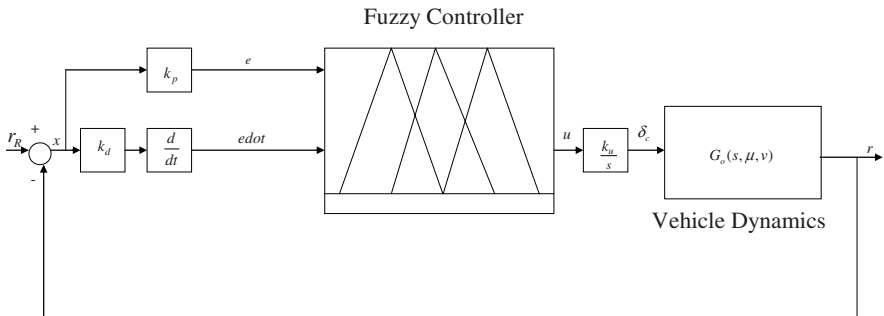 Fuzzy Controller
k_p
e
r_R
+
x
-
k_d
d/dt
edot
u
k_u/s
δ_c
G_o(s, μ, v)
r
Vehicle Dynamics